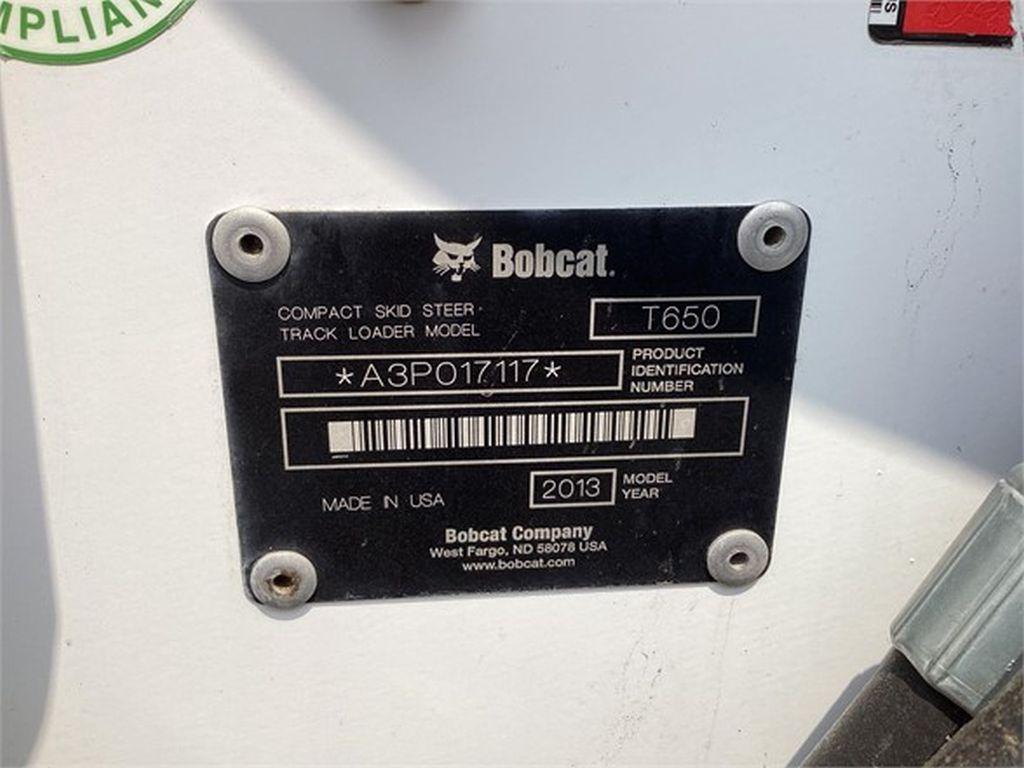 MPLIAN
S
Bobcat.
COMPACT SKID STEER
TRACK LOADER MODEL
T650
*A3P017117*
PRODUCT
IDENTIFICATION
NUMBER
MADE IN USA
2013
MODEL
YEAR
Bobcat Company
West Fargo, ND 58078 USA
www.bobcat.com